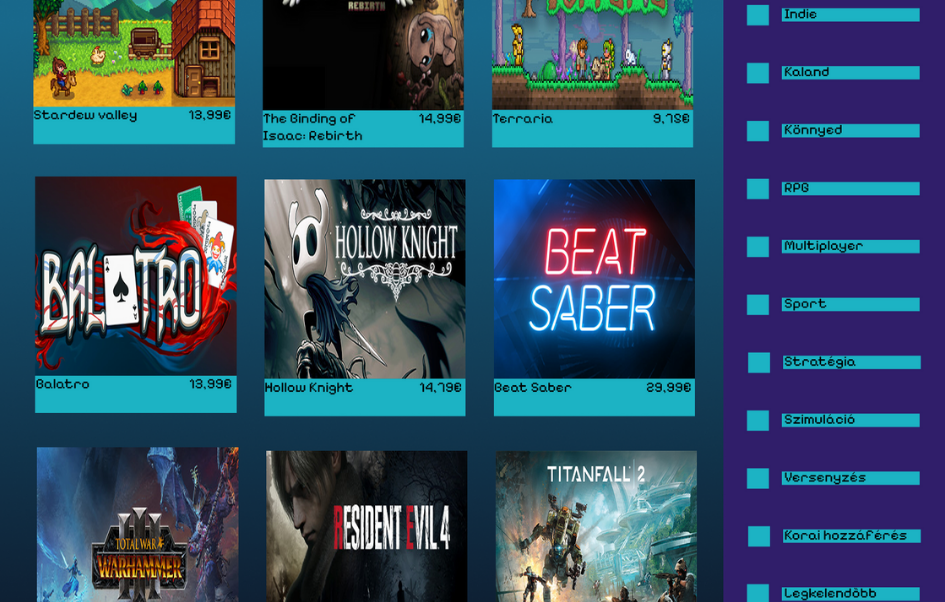 REBIRTH
Stardew valley 13,99€
The Binding of Isaac: Rebirth 14,99€
Terraria 9,75€
BALATRO
HOLLOW KNIGHT
BEAT SABER
Balatro 13,99€
Hollow Knight 14,79€
Beat Saber 29,99€
TOTAL WAR
WARHAMMER
III
RESIDENT EVIL 4
TITANFALL 2
Indie
Kaland
Könnyed
RPG
Multiplayer
Sport
Stratégia
Szimuláció
Versenyzés
Korai hozzáférés
Legkelendőbb